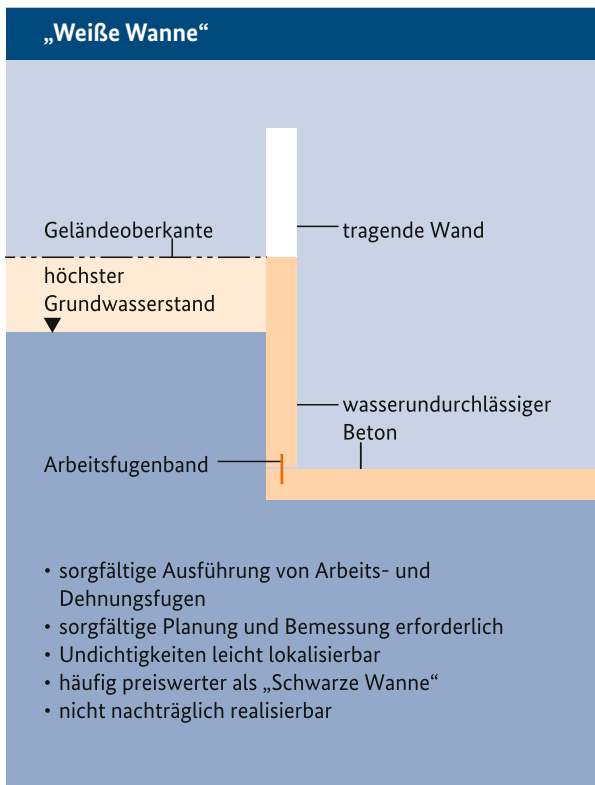 „Weiße Wanne“
Geländeoberkante
tragende Wand
höchster
Grundwasserstand
wasserundurchlässiger
Beton
Arbeitsfugenband
• sorgfältige Ausführung von Arbeits- und
Dehnungsfugen
• sorgfältige Planung und Bemessung erforderlich
• Undichtigkeiten leicht lokalisierbar
• häufig preiswerter als „Schwarze Wanne“
• nicht nachträglich realisierbar